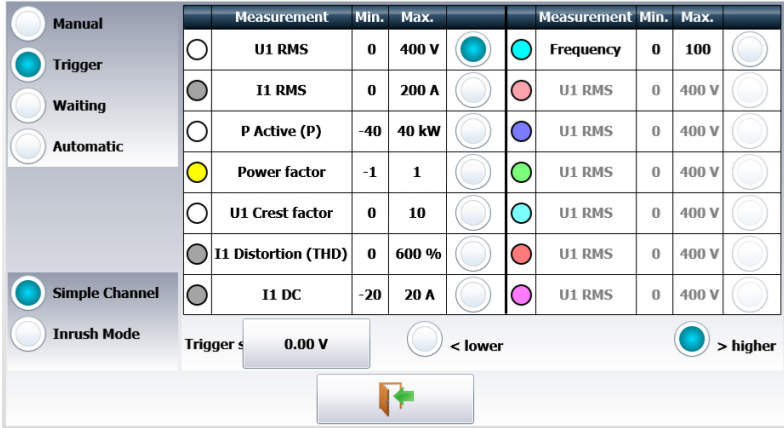 Manual
Trigger
Waiting
Automatic
Simple Channel
Inrush Mode
Measurement Min. Max. Measurement Min. Max.
U1 RMS 0 400 V Frequency 0 100
I1 RMS 0 200 A U1 RMS 0 400 V
P Active (P) -40 40 kW U1 RMS 0 400 V
Power factor -1 1 U1 RMS 0 400 V
U1 Crest factor 0 10 U1 RMS 0 400 V
I1 Distortion (THD) 0 600 % U1 RMS 0 400 V
I1 DC -20 20 A U1 RMS 0 400 V
Trigger s 0.00 V < lower > higher